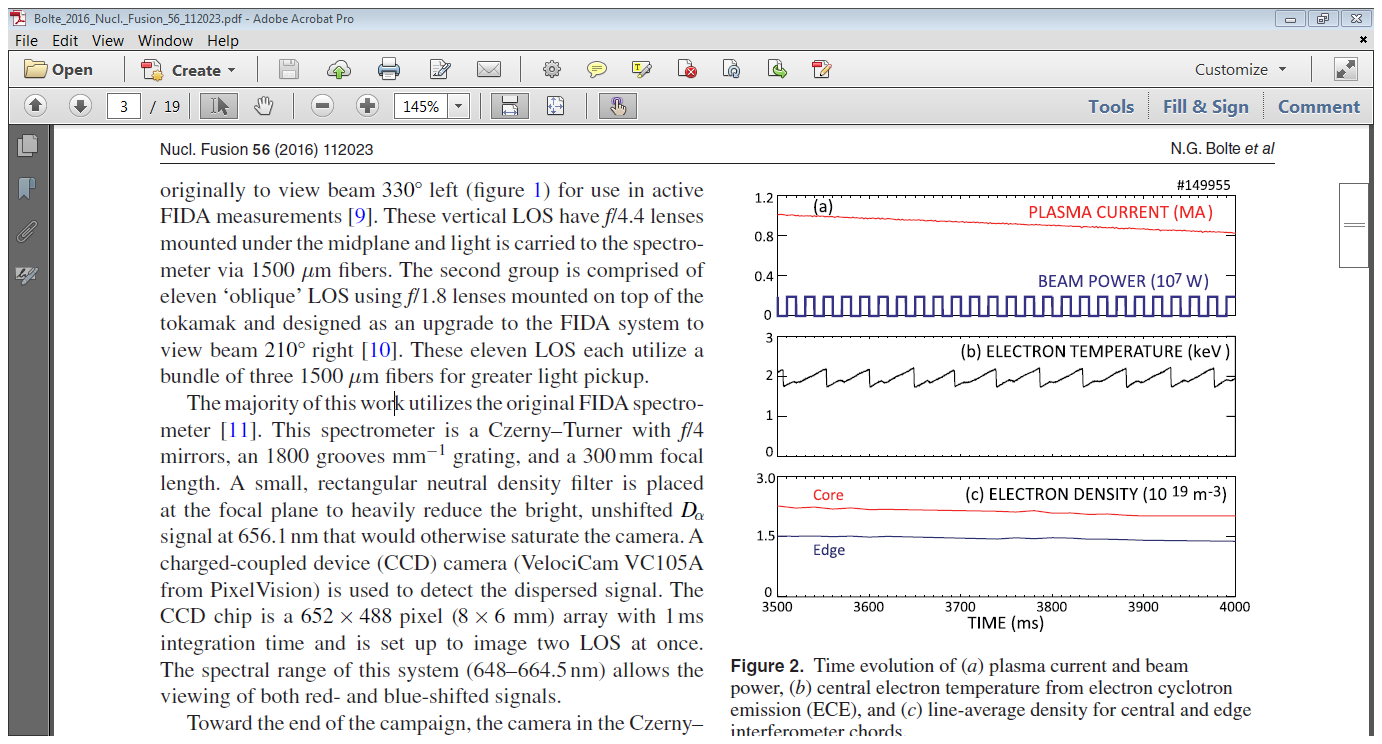 Bolte_2016_Nucl._Fusion_56_112023.pdf - Adobe Acrobat Pro
File Edit View Window Help
Open Create Customize
3 / 19 145% Tools Fill & Sign Comment
Nucl. Fusion 56 (2016) 112023
N.G. Bolte et al
originally to view beam 330° left (figure 1) for use in active
FIDA measurements [9]. These vertical LOS have f/4.4 lenses
mounted under the midplane and light is carried to the spectro-
meter via 1500 μm fibers. The second group is comprised of
eleven ‘oblique’ LOS using f/1.8 lenses mounted on top of the
tokamak and designed as an upgrade to the FIDA system to
view beam 210° right [10]. These eleven LOS each utilize a
bundle of three 1500 μm fibers for greater light pickup.
The majority of this work utilizes the original FIDA spectro-
meter [11]. This spectrometer is a Czerny–Turner with f/4
mirrors, an 1800 grooves mm⁻¹ grating, and a 300 mm focal
length. A small, rectangular neutral density filter is placed
at the focal plane to heavily reduce the bright, unshifted Dα
signal at 656.1 nm that would otherwise saturate the camera. A
charged-coupled device (CCD) camera (VelociCam VC105A
from PixelVision) is used to detect the dispersed signal. The
CCD chip is a 652 × 488 pixel (8 × 6 mm) array with 1 ms
integration time and is set up to image two LOS at once.
The spectral range of this system (648–664.5 nm) allows the
viewing of both red- and blue-shifted signals.
Toward the end of the campaign, the camera in the Czerny–
#149955
1.2
(a)
PLASMA CURRENT (MA)
0.8
0.4
BEAM POWER (10⁷ W)
0
3
(b) ELECTRON TEMPERATURE (keV)
2
1
0
3.0
Core
(c) ELECTRON DENSITY (10 19 m-3)
1.5
Edge
0
3500 3600 3700 3800 3900 4000
TIME (ms)
Figure 2. Time evolution of (a) plasma current and beam
power, (b) central electron temperature from electron cyclotron
emission (ECE), and (c) line-average density for central and edge
interferometer chords.